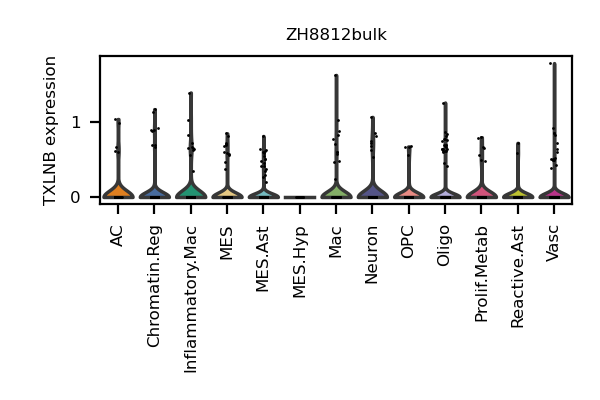 ZH8812bulk
TXLNB expression
1
0
AC
Chromatin.Reg
Inflammatory.Mac
MES
MES.Ast
MES.Hyp
Mac
Neuron
OPC
Oligo
Prolif.Metab
Reactive.Ast
Vasc